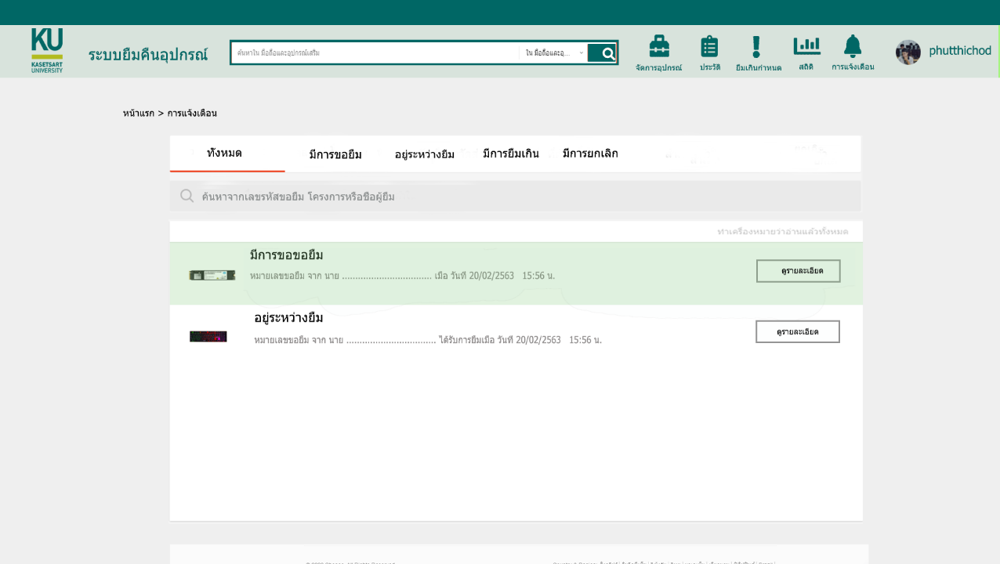 KU
KASETSART
UNIVERSITY
ระบบยืมคืนอุปกรณ์
ค้นหาใน มือถือและอุปกรณ์เสริม
ใน มือถือและอุ...
จัดการอุปกรณ์
ประวัติ
ยืมเกินกำหนด
สถิติ
การแจ้งเตือน
phutthichod
หน้าแรก > การแจ้งเตือน
ทั้งหมด
มีการขอยืม
อยู่ระหว่างยืม
มีการยืมเกิน
มีการยกเลิก
ค้นหาจากเลขรหัสขอยืม โครงการหรือชื่อผู้ยืม
ทำเครื่องหมายว่าอ่านแล้วทั้งหมด
มีการขอขอยืม
หมายเลขขอยืม จาก นาย .................................. เมื่อ วันที่ 20/02/2563 15:56 น.
ดูรายละเอียด
อยู่ระหว่างยืม
หมายเลขขอยืม จาก นาย .................................. ได้รับการยืมเมื่อ วันที่ 20/02/2563 15:56 น.
ดูรายละเอียด